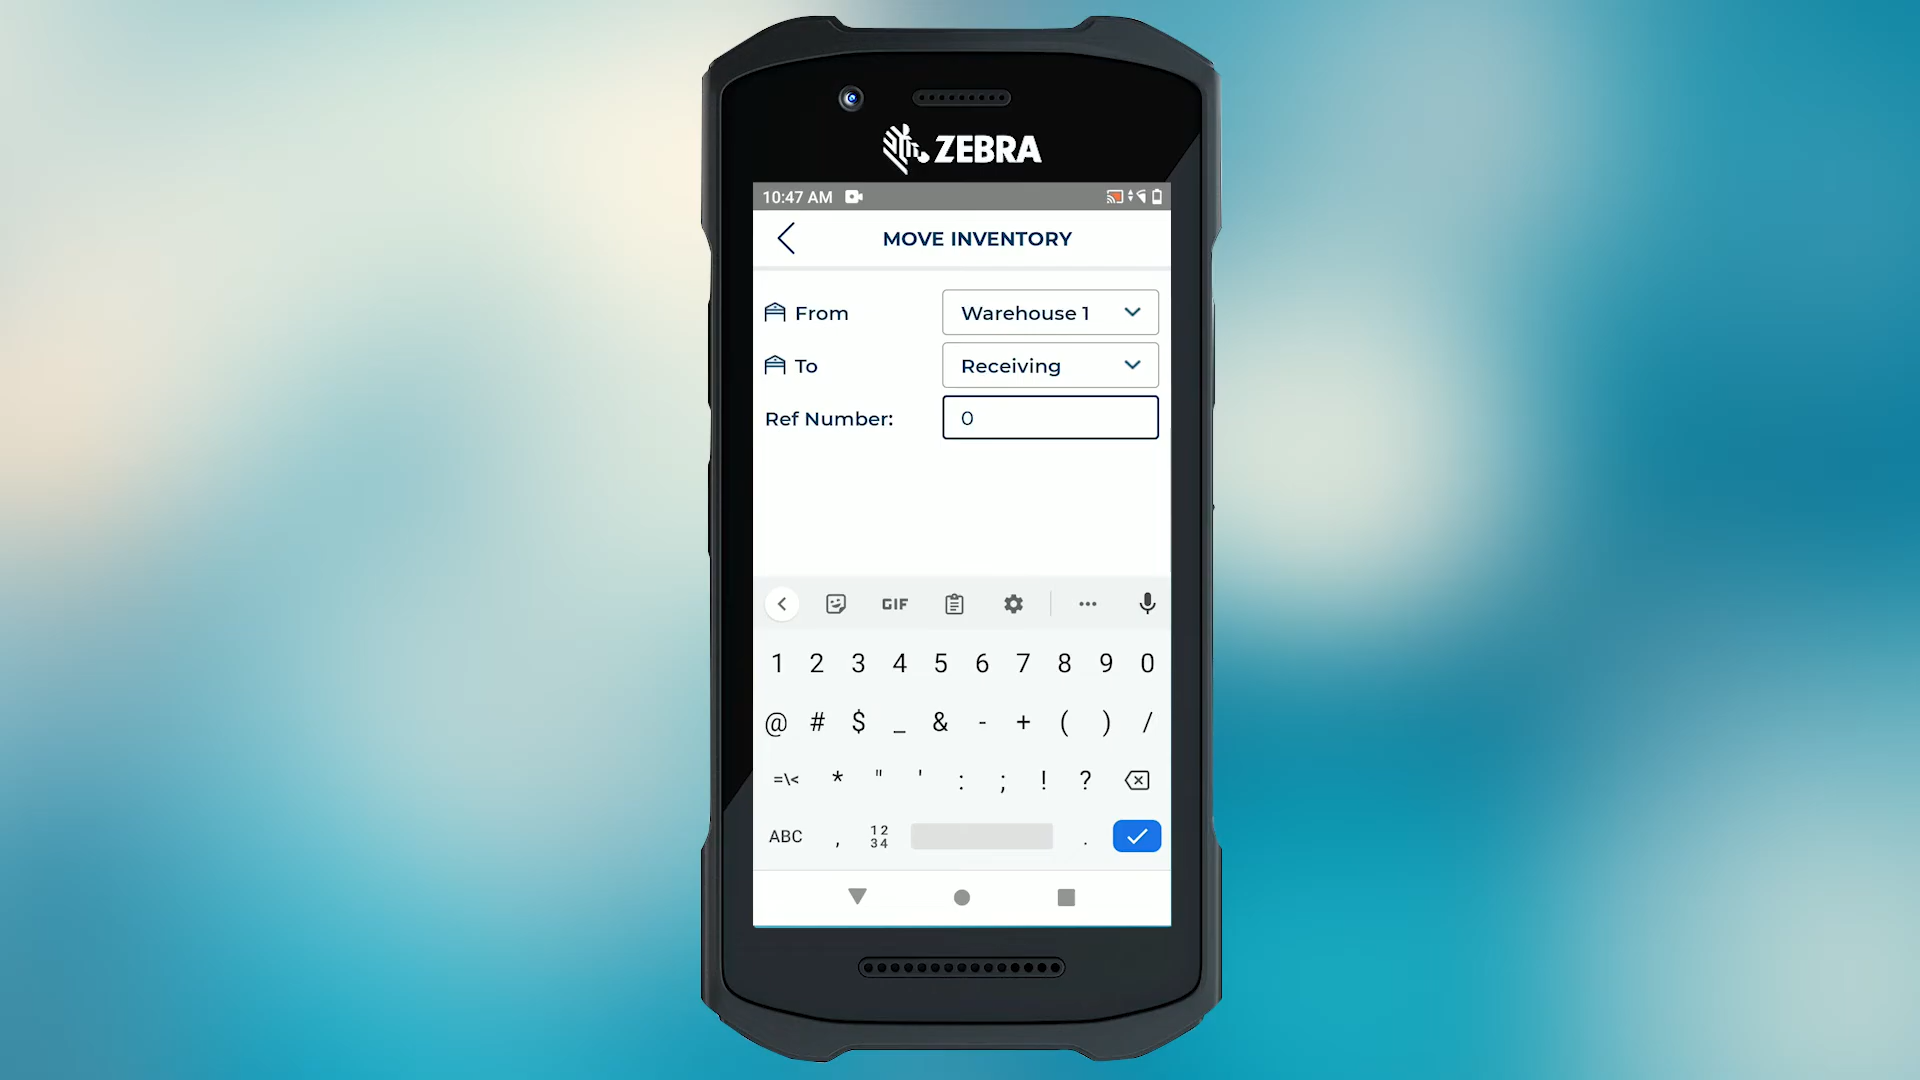 ZEBRA
10:47 AM
MOVE INVENTORY
From Warehouse 1
To Receiving
Ref Number: 0
GIF
1 2 3 4 5 6 7 8 9 0
@ # $ _ & - + ( ) /
=\< * " ' : ; ! ?
ABC , 12 34 .